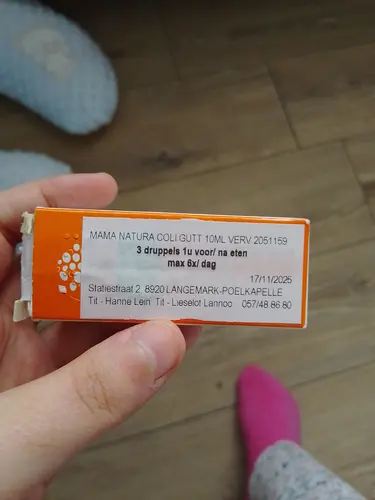 MAMA NATURA COLI GUTT 10ML VERV 2051159
3 druppels 1u voor/ na eten
max 6x/ dag
17/11/2025
Statiestraat 2, 8920 LANGEMARK-POELKAPELLE
Tit - Hanne Lein Tit - Lieselot Lannoo 057/48 86 80